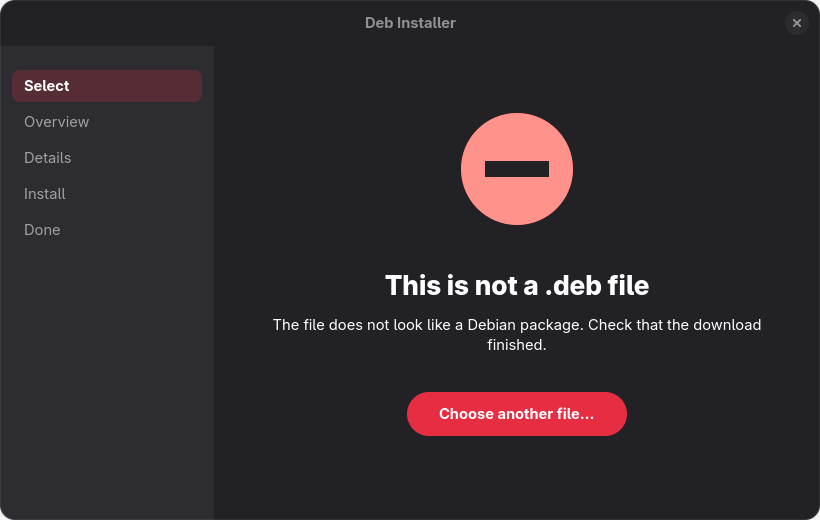 Deb Installer
Select
Overview
Details
Install
Done
This is not a .deb file
The file does not look like a Debian package. Check that the download
finished.
Choose another file...